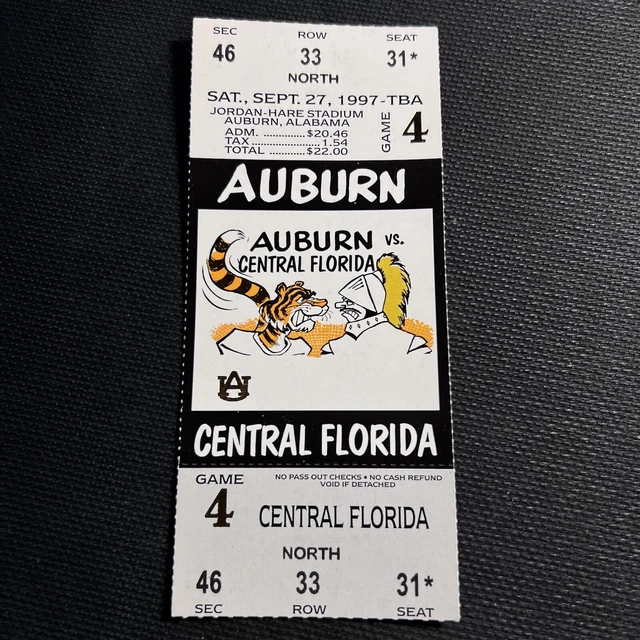 SEC ROW SEAT
46 33 31*
NORTH
SAT., SEPT. 27, 1997-TBA
JORDAN-HARE STADIUM
AUBURN, ALABAMA
ADM. ............. $20.46
TAX ....................... 1.54
TOTAL ................ $22.00
GAME 4
AUBURN
AUBURN VS.
CENTRAL FLORIDA
AU
CENTRAL FLORIDA
GAME
4
NO PASS OUT CHECKS • NO CASH REFUND
VOID IF DETACHED
CENTRAL FLORIDA
NORTH
46 33 31*
SEC ROW SEAT